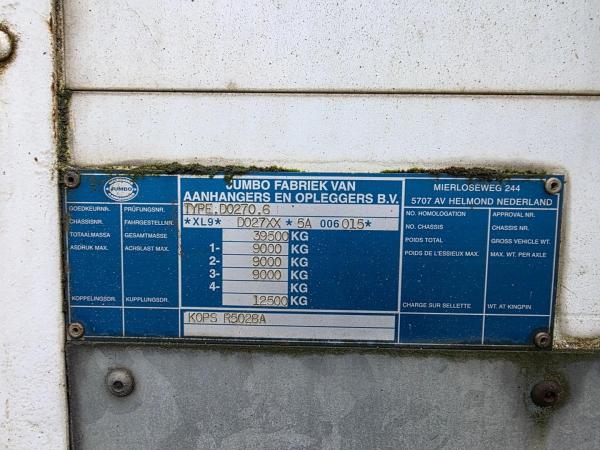 JUMBO
JUMBO FABRIEK VAN
AANHANGERS EN OPLEGGERS B.V.
MIERLOSEWEG 244
5707 AV HELMOND NEDERLAND
GOEDKEURNR. PRÜFUNGSNR. TYPE.D0270.6 NO. HOMOLOGATION APPROVAL NR.
CHASSISNR. FAHRGESTELLNR. *XL9* D027XX * 5A 006 015* NO. CHASSIS CHASSIS NR.
TOTAALMASSA GESAMTMASSE 39500 KG POIDS TOTAL GROSS VEHICLE WT.
ASDRUK MAX. ACHSLAST MAX. 1- 9000 KG POIDS DE L'ESSIEUX MAX. MAX. WT. PER AXLE
2- 9000 KG
3- 9000 KG
4- KG
KOPPELINGSDR. KUPPLUNGSDR. 12500 KG CHARGE SUR SELLETTE WT. AT KINGPIN
KOPS R502BA